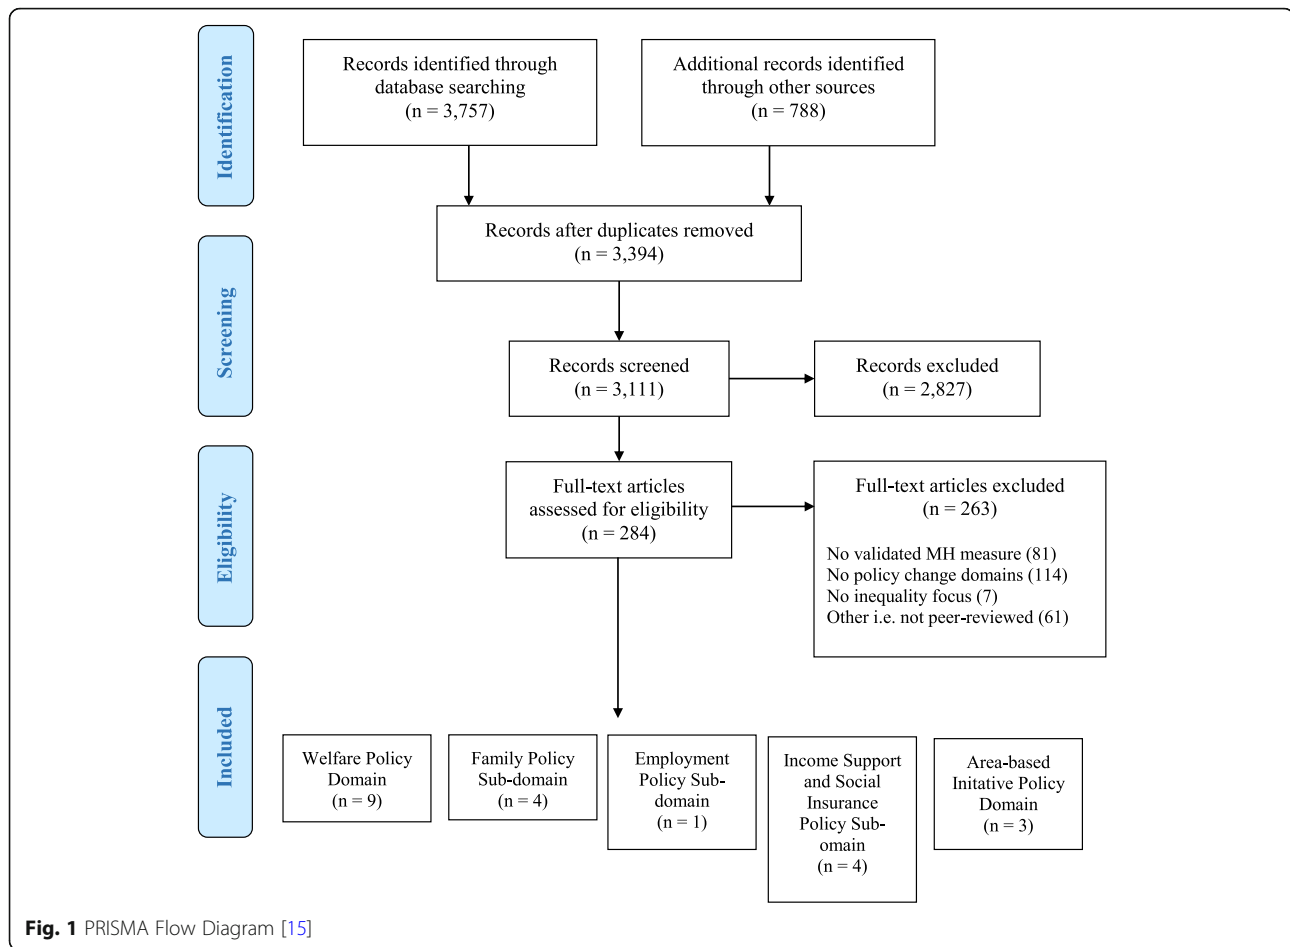 Identification
Records identified through
database searching
(n = 3,757)
Additional records identified
through other sources
(n = 788)
Records after duplicates removed
(n = 3,394)
Screening
Records screened
(n = 3,111)
Records excluded
(n = 2,827)
Eligibility
Full-text articles
assessed for eligibility
(n = 284)
Full-text articles excluded
(n = 263)
No validated MH measure (81)
No policy change domains (114)
No inequality focus (7)
Other i.e. not peer-reviewed (61)
Included
Welfare Policy
Domain
(n = 9)
Family Policy
Sub-domain
(n = 4)
Employment
Policy Sub-
domain
(n = 1)
Income Support
and Social
Insurance
Policy Sub-
omain
(n = 4)
Area-based
Initative Policy
Domain
(n = 3)
Fig. 1 PRISMA Flow Diagram [15]